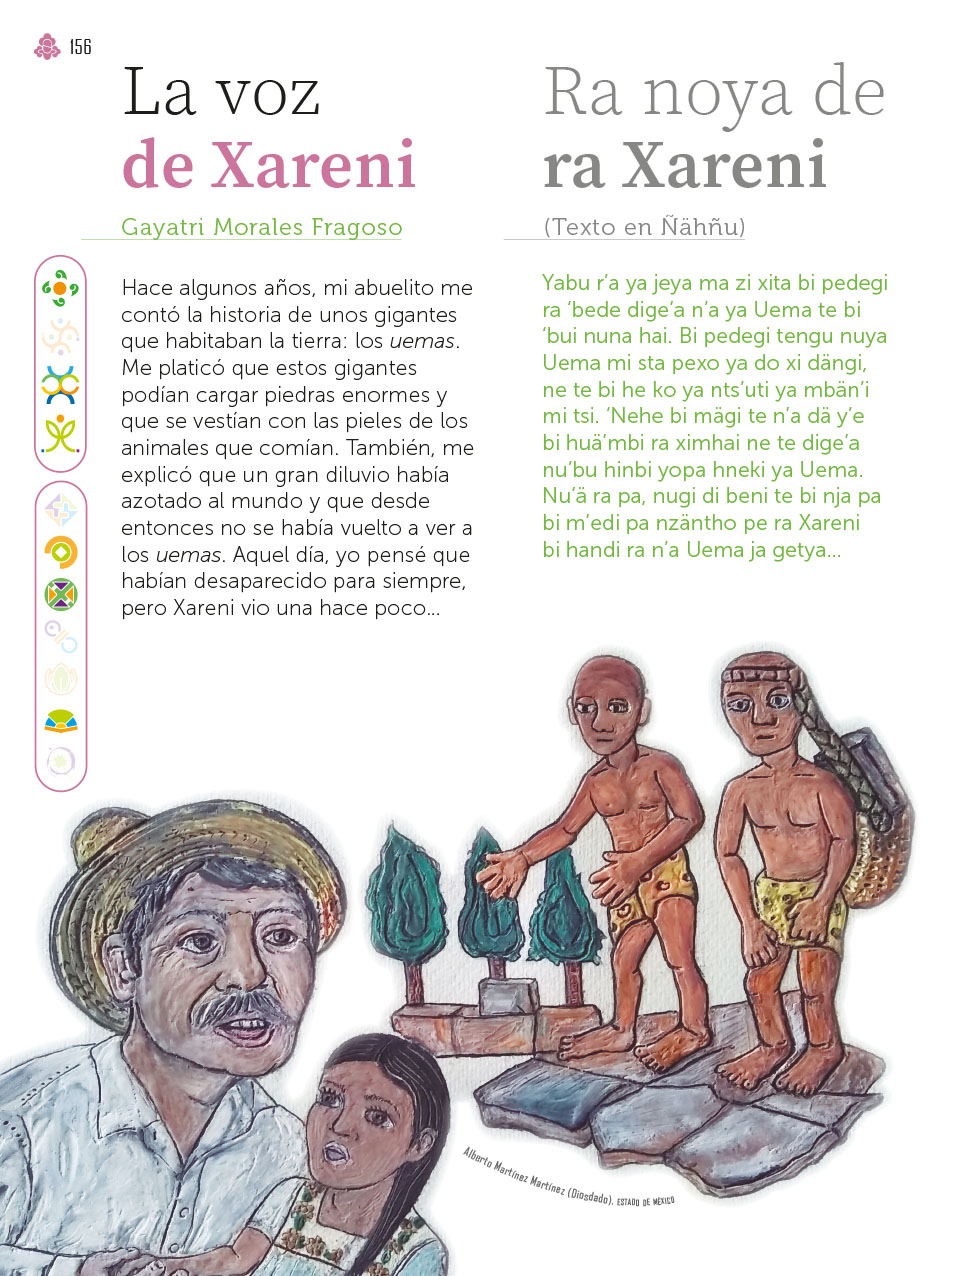 156
La voz
de Xareni
Gayatri Morales Fragoso
Hace algunos años, mi abuelito me
contó la historia de unos gigantes
que habitaban la tierra: los uemas.
Me platicó que estos gigantes
podían cargar piedras enormes y
que se vestían con las pieles de los
animales que comían. También, me
explicó que un gran diluvio había
azotado al mundo y que desde
entonces no se había vuelto a ver a
los uemas. Aquel día, yo pensé que
habían desaparecido para siempre,
pero Xareni vio una hace poco...
Ra noya de
ra Xareni
(Texto en Ñähñu)
Yabu r’a ya jeya ma zi xita bi pedegi
ra ‘bede dige’a n’a ya Uema te bi
‘bui nuna hai. Bi pedegi tengu nuya
Uema mi sta pexo ya do xi dängi,
ne te bi he ko ya nts’uti ya mbän’i
mi tsi. ‘Nehe bi mägi te n’a dä y’e
bi huä’mbi ra ximhai ne te dige’a
nu’bu hinbi yopa hneki ya Uema.
Nu’ä ra pa, nugi di beni te bi nja pa
bi m’edi pa nzäntho pe ra Xareni
bi handi ra n’a Uema ja getya...
Alberto Martínez Martínez (Diosdado), ESTADO DE MÉXICO